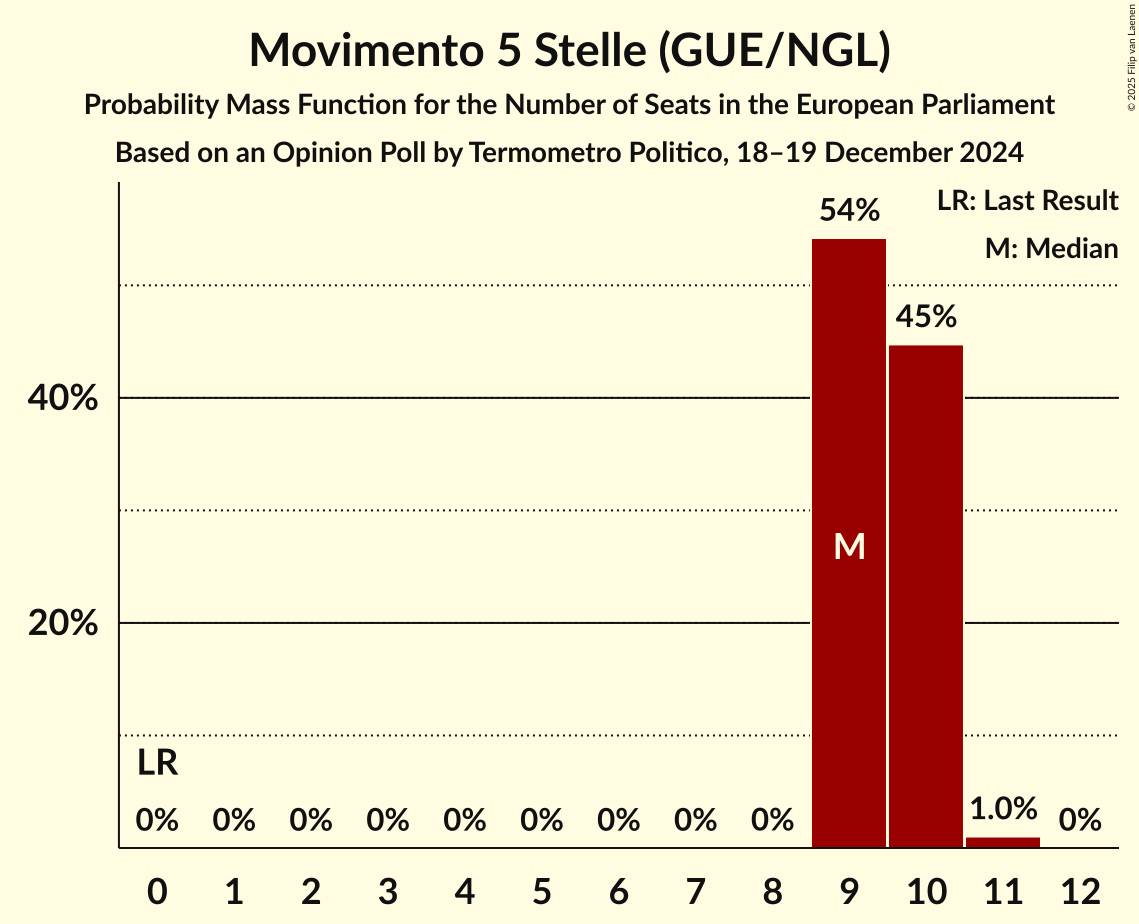 © 2025 Filip van Laenen
Movimento 5 Stelle (GUE/NGL)
Probability Mass Function for the Number of Seats in the European Parliament
Based on an Opinion Poll by Termometro Politico, 18–19 December 2024
LR: Last Result
M: Median
54%
45%
40%
M
20%
LR
0% 0% 0% 0% 0% 0% 0% 0% 0% 1.0% 0%
0 1 2 3 4 5 6 7 8 9 10 11 12